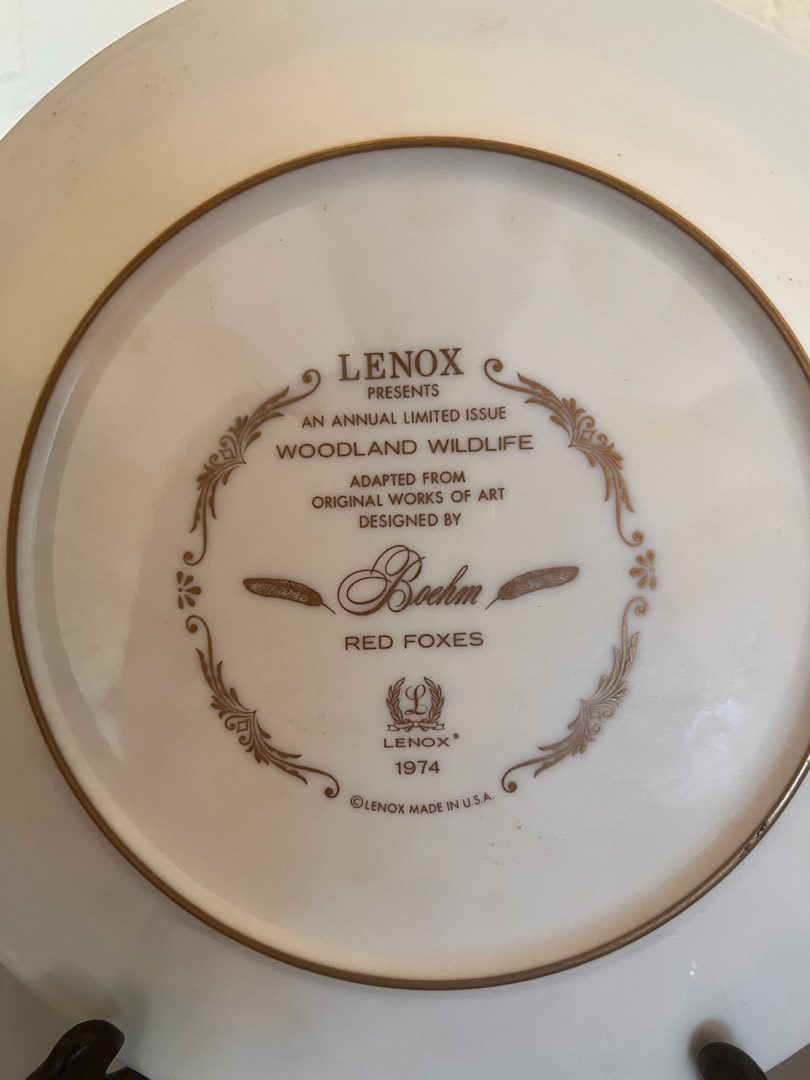 LENOX
PRESENTS
AN ANNUAL LIMITED ISSUE
WOODLAND WILDLIFE
ADAPTED FROM
ORIGINAL WORKS OF ART
DESIGNED BY
Boehm
RED FOXES
L
LENOX®
1974
© LENOX MADE IN U.S.A.